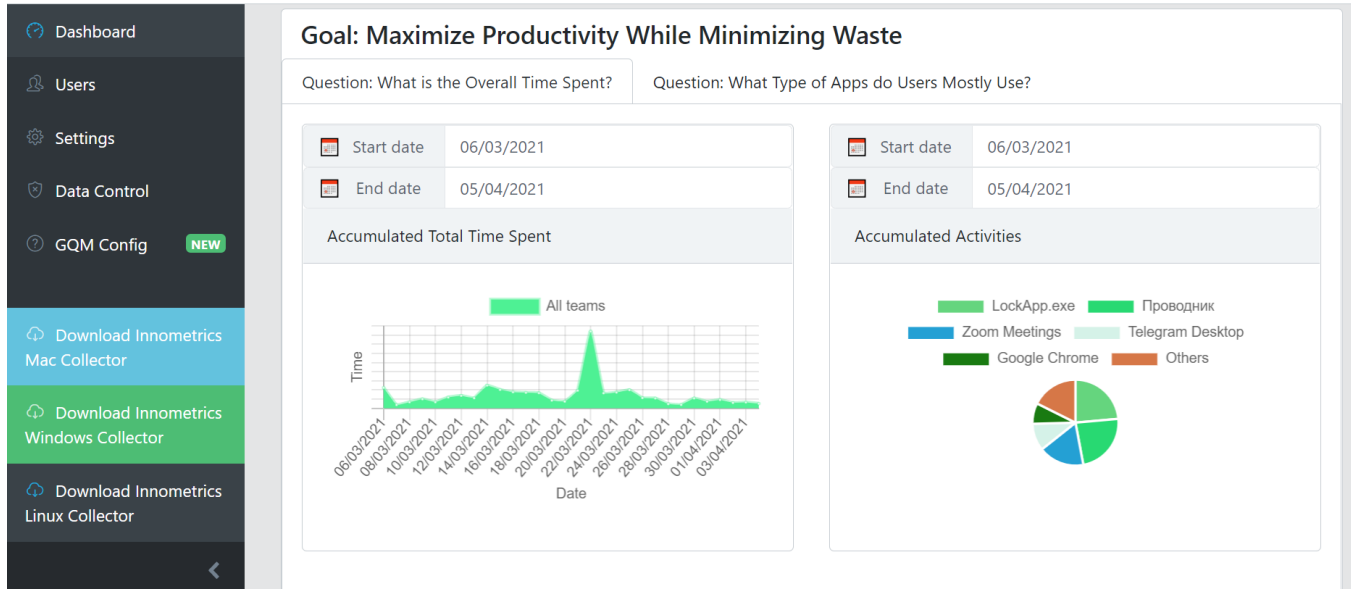 Dashboard
Users
Settings
Data Control
GQM Config NEW
Download Innometrics
Mac Collector
Download Innometrics
Windows Collector
Download Innometrics
Linux Collector
Goal: Maximize Productivity While Minimizing Waste
Question: What is the Overall Time Spent?
Question: What Type of Apps do Users Mostly Use?
Start date 06/03/2021
End date 05/04/2021
Accumulated Total Time Spent
All teams
Time
06/03/2021
08/03/2021
10/03/2021
12/03/2021
14/03/2021
16/03/2021
18/03/2021
20/03/2021
22/03/2021
24/03/2021
26/03/2021
28/03/2021
30/03/2021
01/04/2021
03/04/2021
Date
Start date 06/03/2021
End date 05/04/2021
Accumulated Activities
LockApp.exe Проводник
Zoom Meetings Telegram Desktop
Google Chrome Others